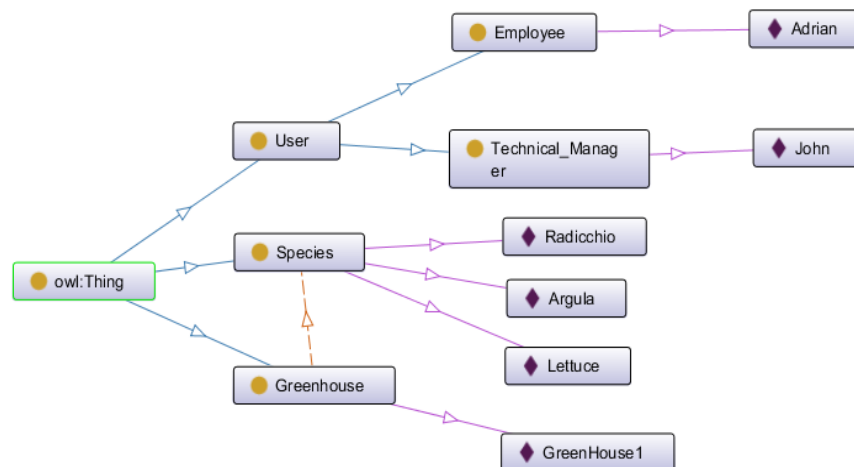 Employee
Adrian
User
Technical_Manag
er
John
Species
Radicchio
owl:Thing
Argula
Lettuce
Greenhouse
GreenHouse1